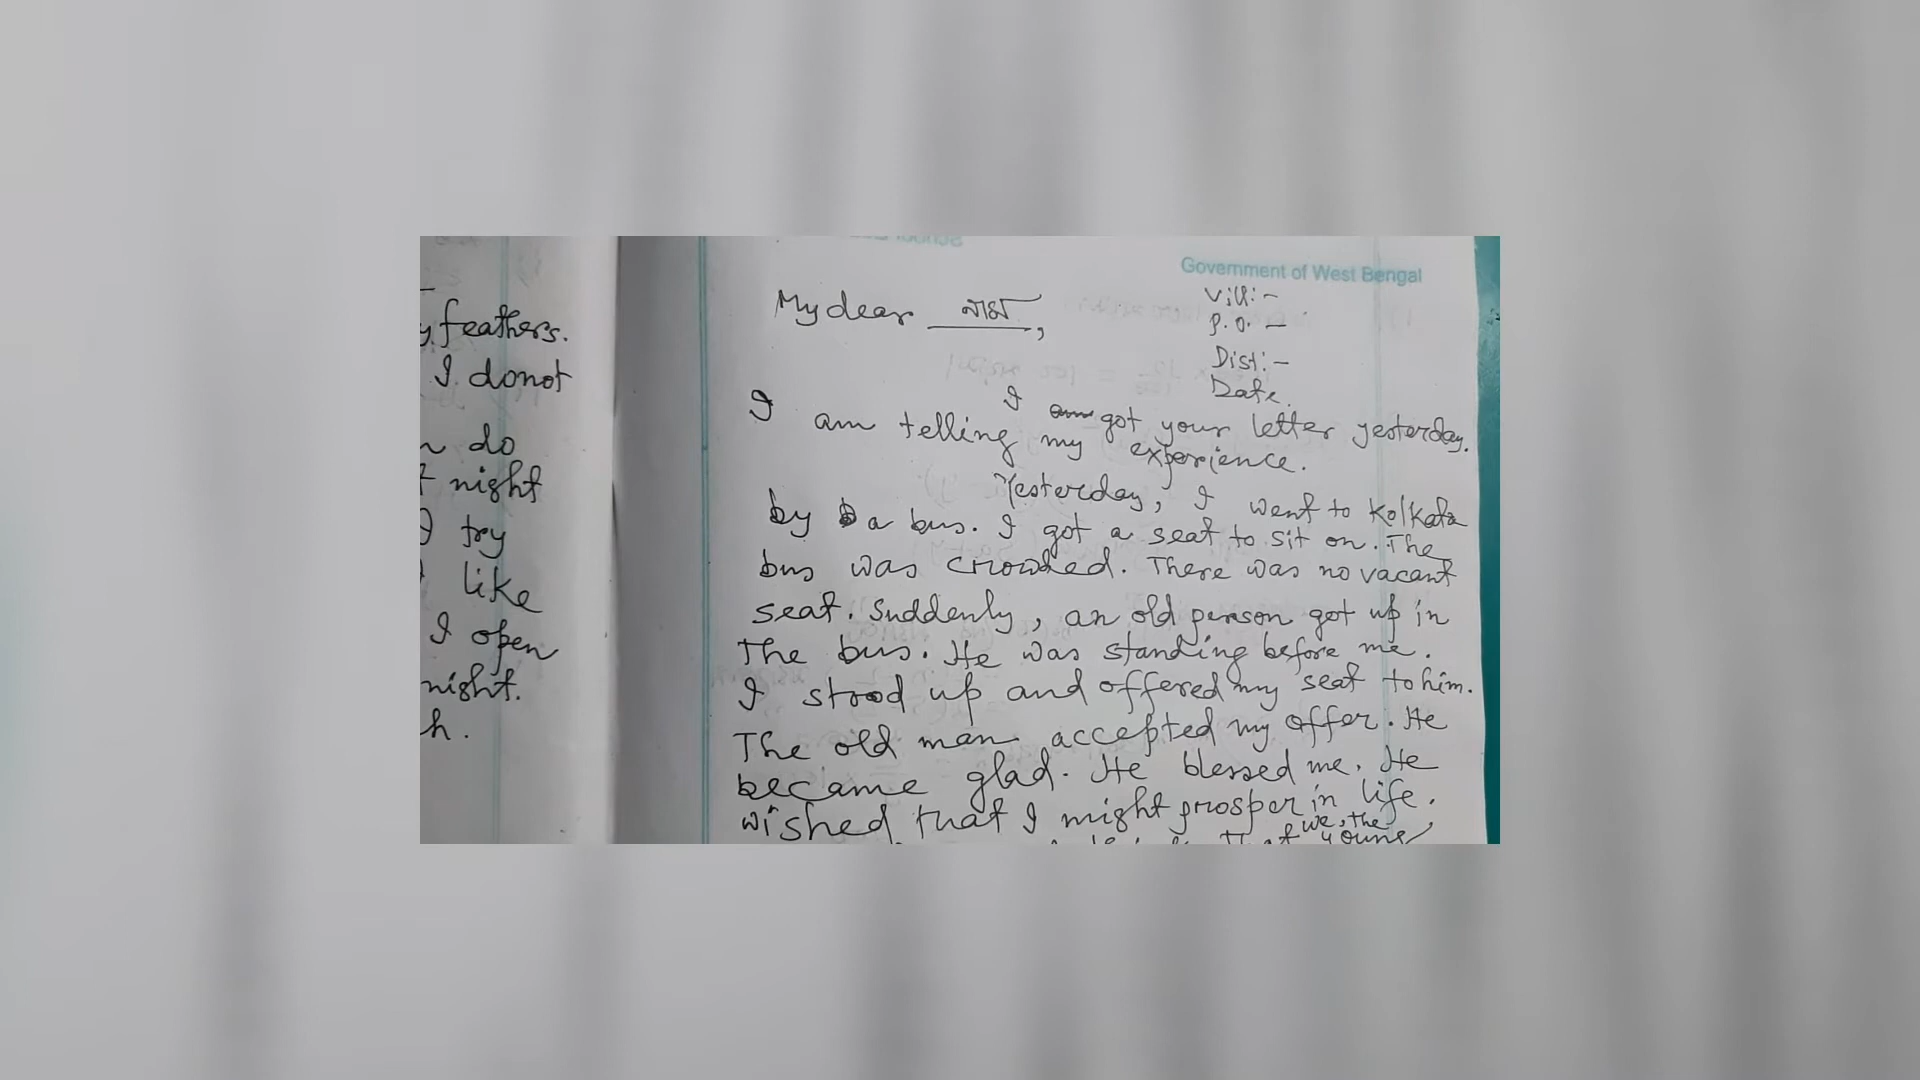 y feathers.
I donot
do
night
I try
like
I open
night.
h.
Government of West Bengal
Vill:-
P.O. -
Dist:-
Date.
My dear নাম,
I am got your letter yesterday.
I am telling my experience.
Yesterday, I went to Kolkata
by a bus. I got a seat to sit on. The
bus was crowded. There was no vacant
seat. Suddenly, an old person got up in
The bus. He was standing before me.
I stood up and offered my seat to him.
The old man accepted my offer. He
became glad. He blessed me. He
wished that I might prosper in life.
we, the
that young